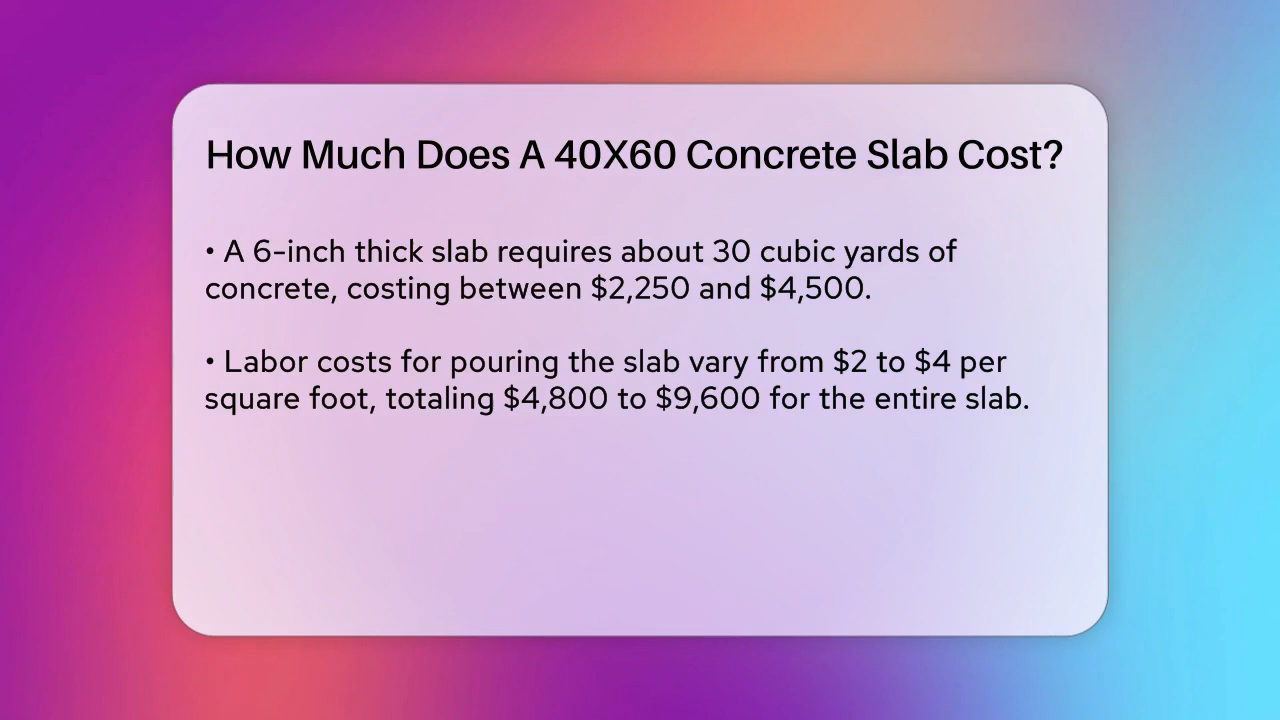 How Much Does A 40X60 Concrete Slab Cost?
• A 6-inch thick slab requires about 30 cubic yards of
concrete, costing between $2,250 and $4,500.
• Labor costs for pouring the slab vary from $2 to $4 per
square foot, totaling $4,800 to $9,600 for the entire slab.